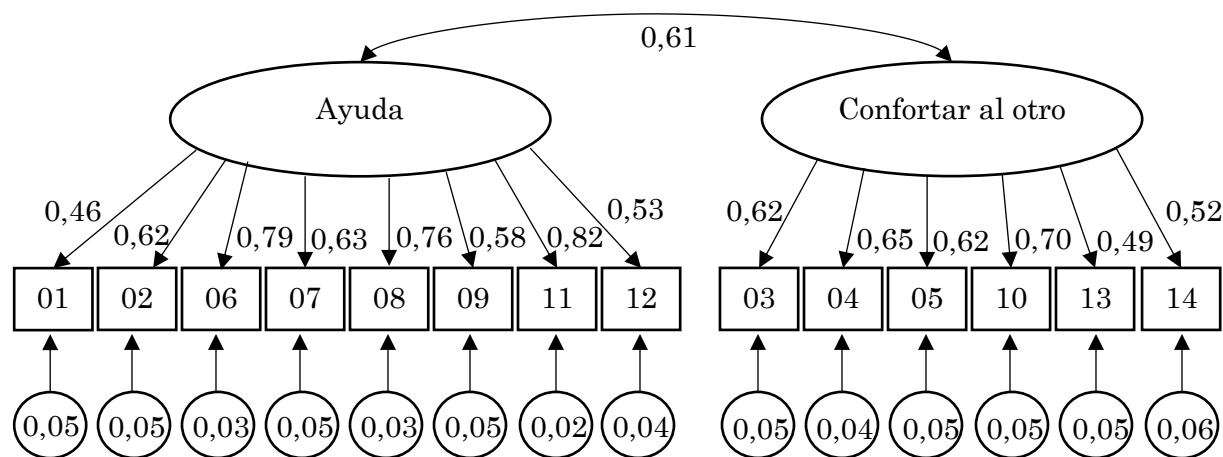 0,61
Ayuda Confortar al otro
0,46 0,62 0,79 0,63 0,76 0,58 0,82 0,53 0,62 0,65 0,62 0,70 0,49 0,52
01 02 06 07 08 09 11 12 03 04 05 10 13 14
0,05 0,05 0,03 0,05 0,03 0,05 0,02 0,04 0,05 0,04 0,05 0,05 0,05 0,06